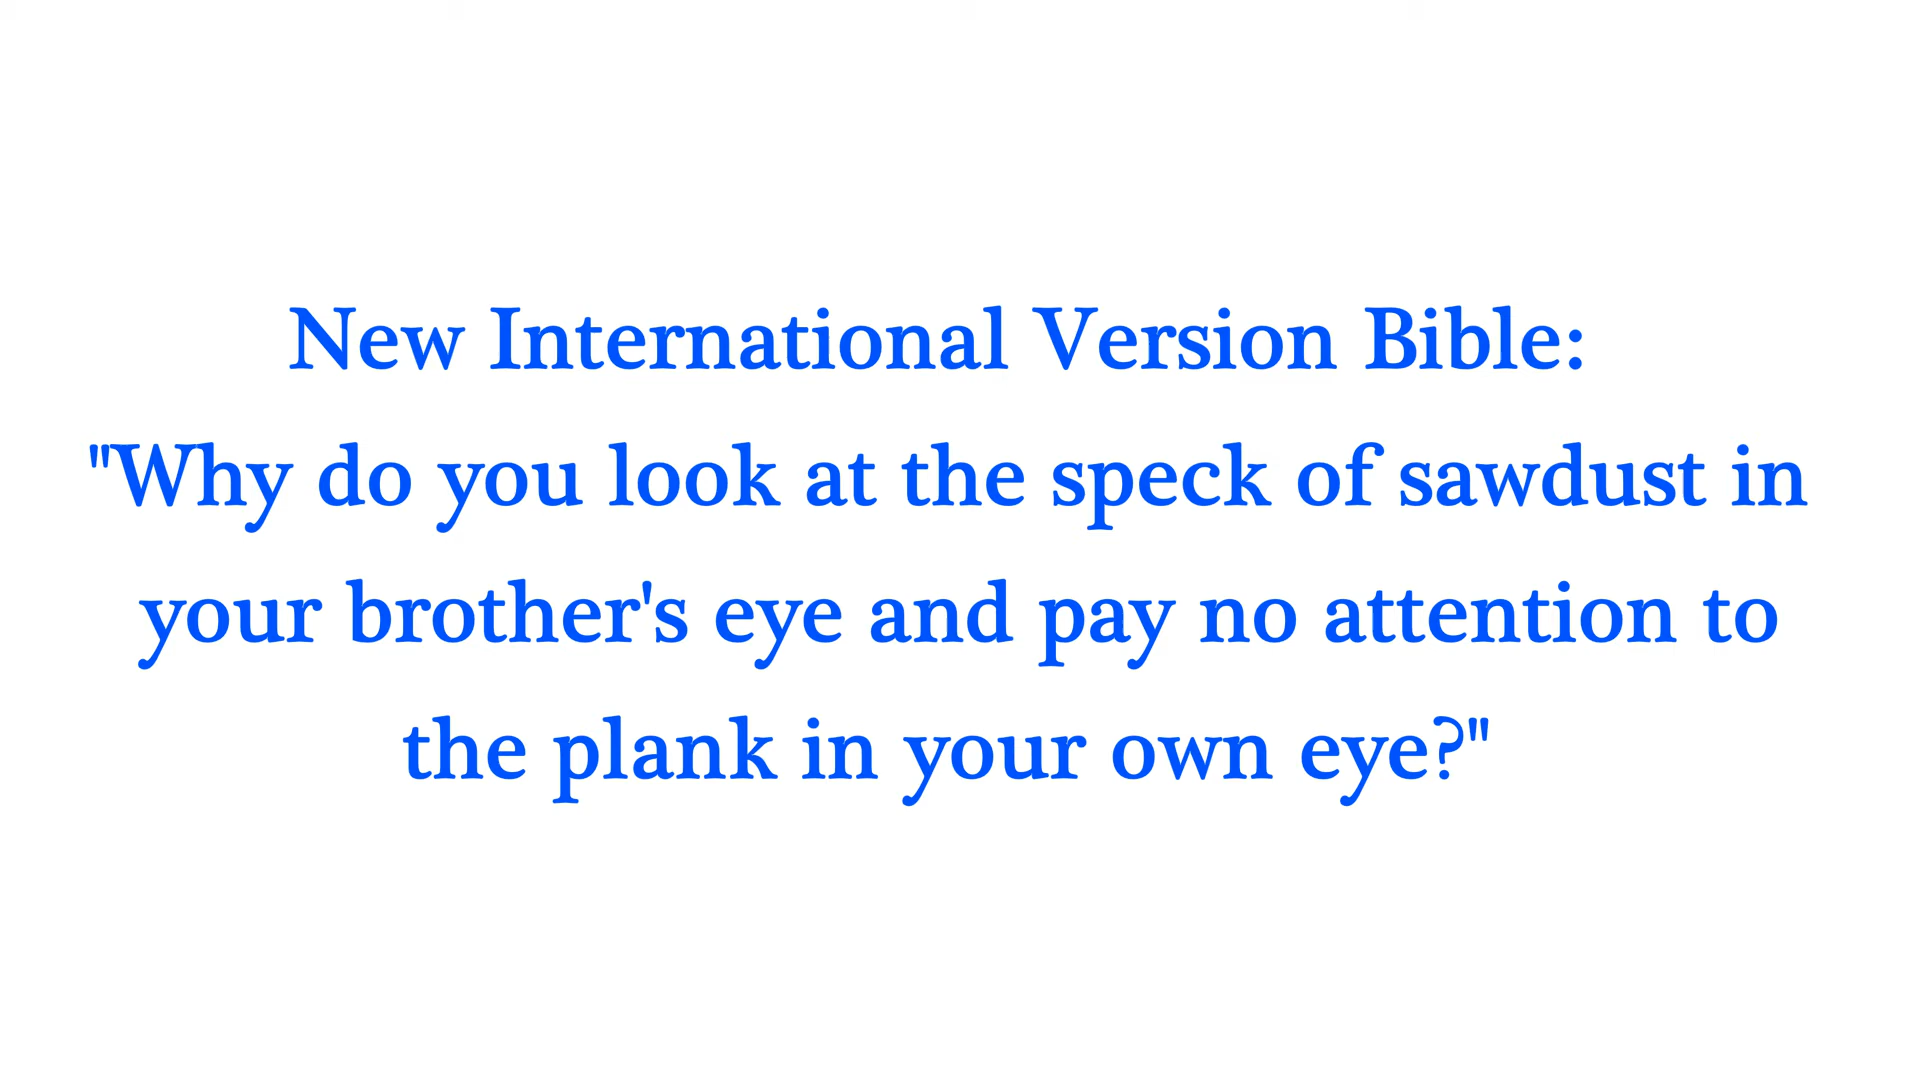 New International Version Bible:
"Why do you look at the speck of sawdust in
your brother's eye and pay no attention to
the plank in your own eye?"